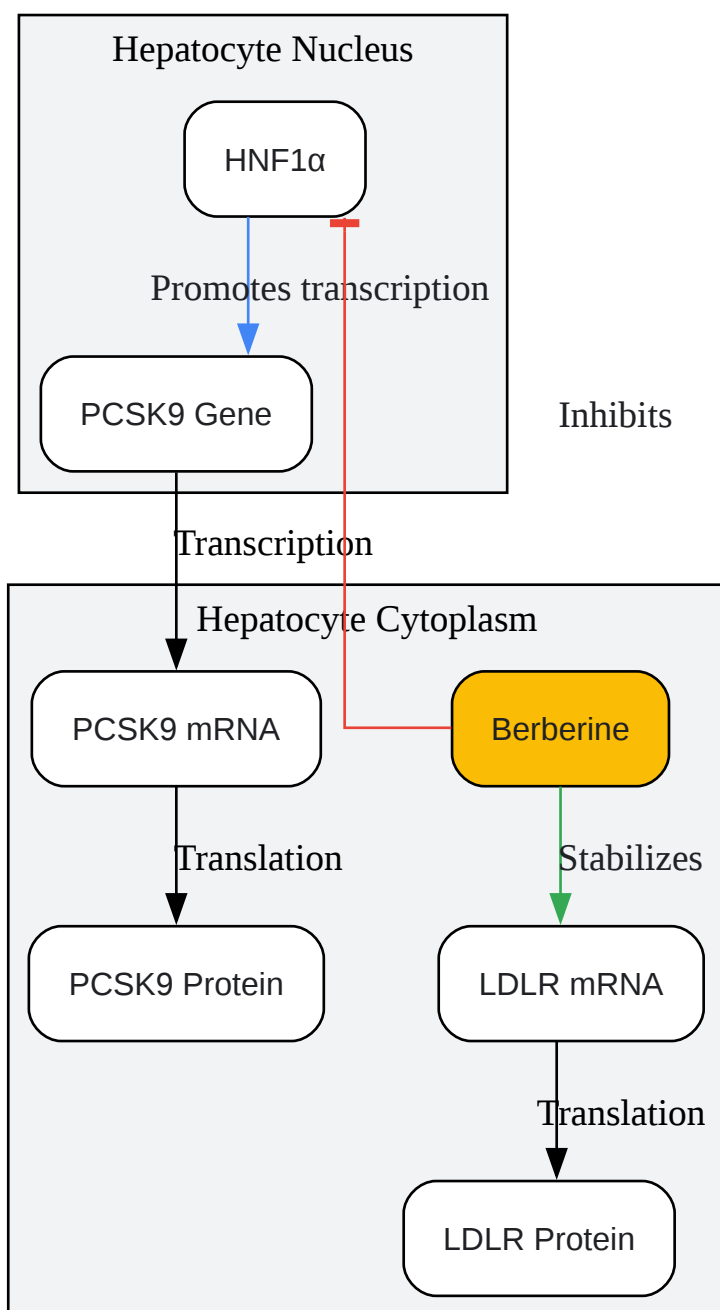 Hepatocyte Nucleus
HNF1α
Promotes transcription
PCSK9 Gene
Inhibits
Transcription
Hepatocyte Cytoplasm
PCSK9 mRNA
Berberine
Translation
Stabilizes
PCSK9 Protein
LDLR mRNA
Translation
LDLR Protein